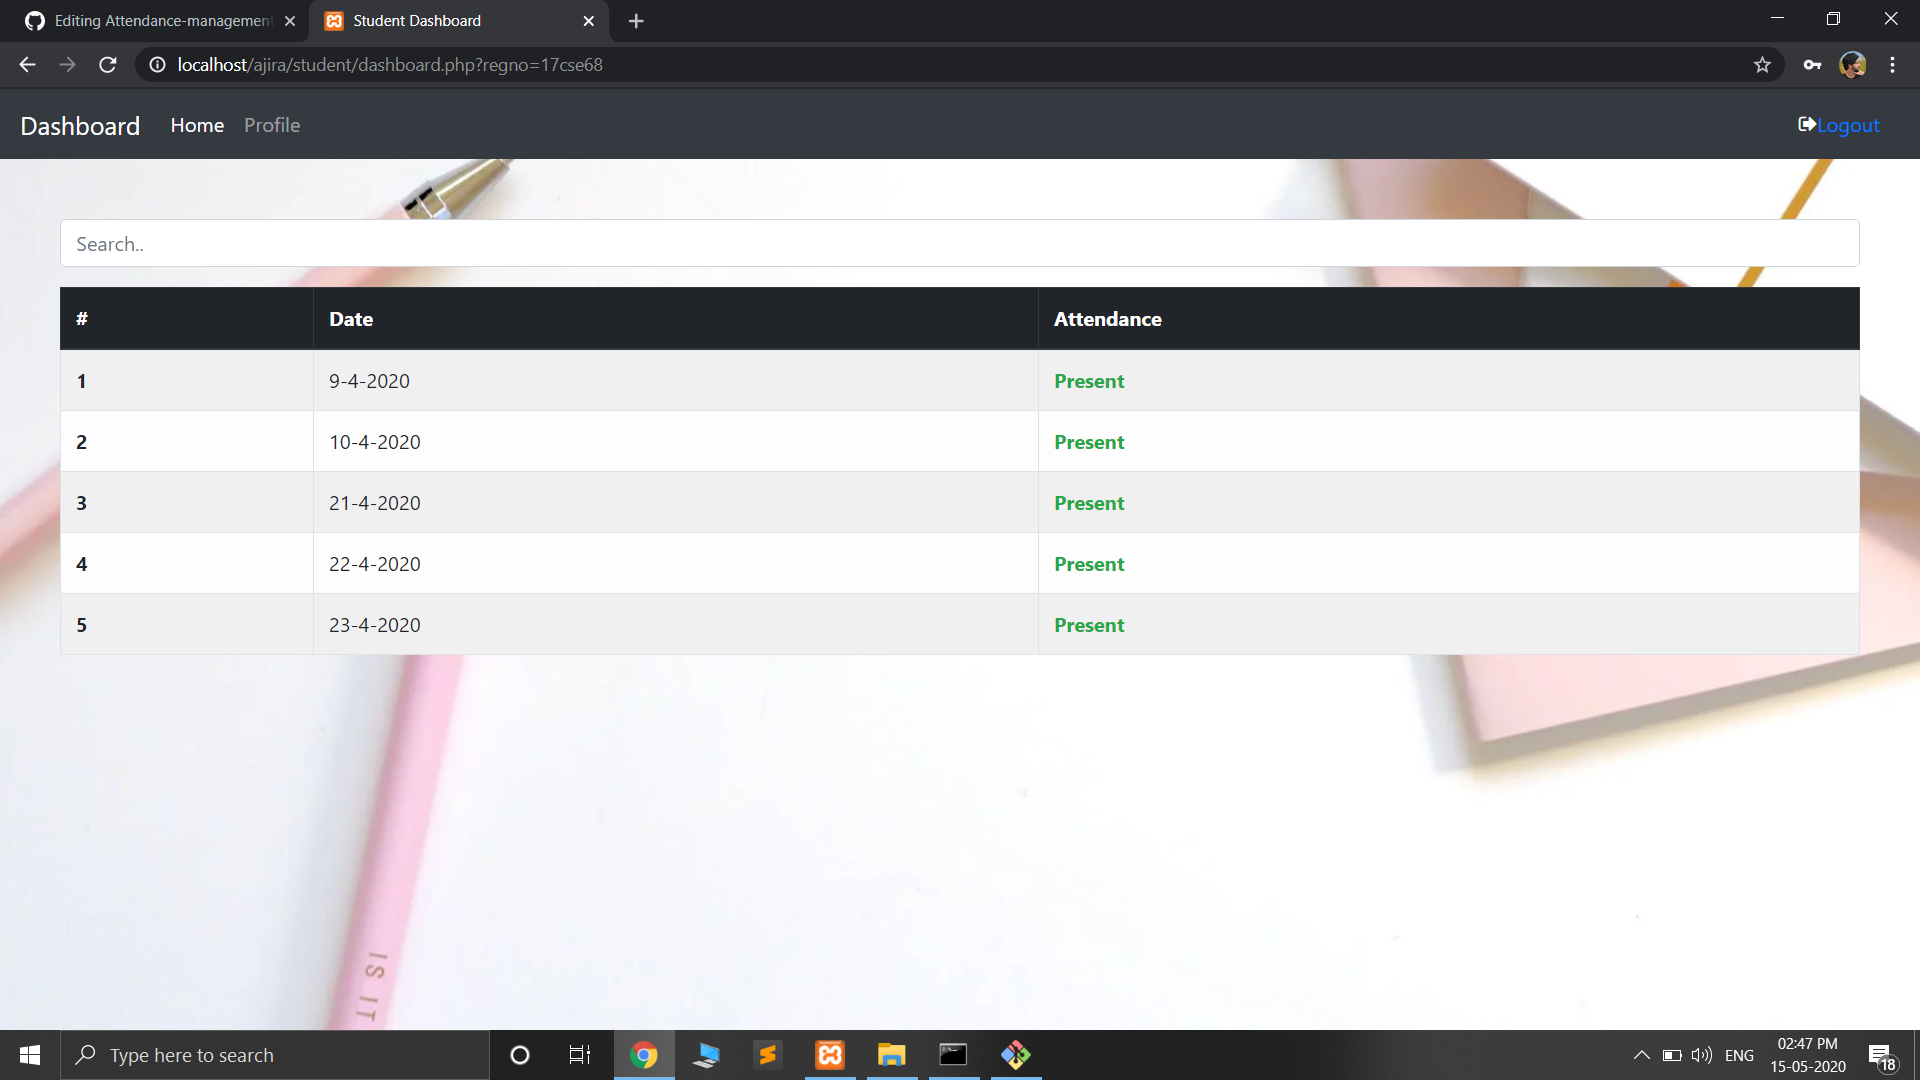 Editing Attendance-management
Student Dashboard
localhost/ajira/student/dashboard.php?regno=17cse68
Dashboard Home Profile Logout
Search..
# Date Attendance
1 9-4-2020 Present
2 10-4-2020 Present
3 21-4-2020 Present
4 22-4-2020 Present
5 23-4-2020 Present
IS IT
Type here to search
ENG
02:47 PM
15-05-2020
18